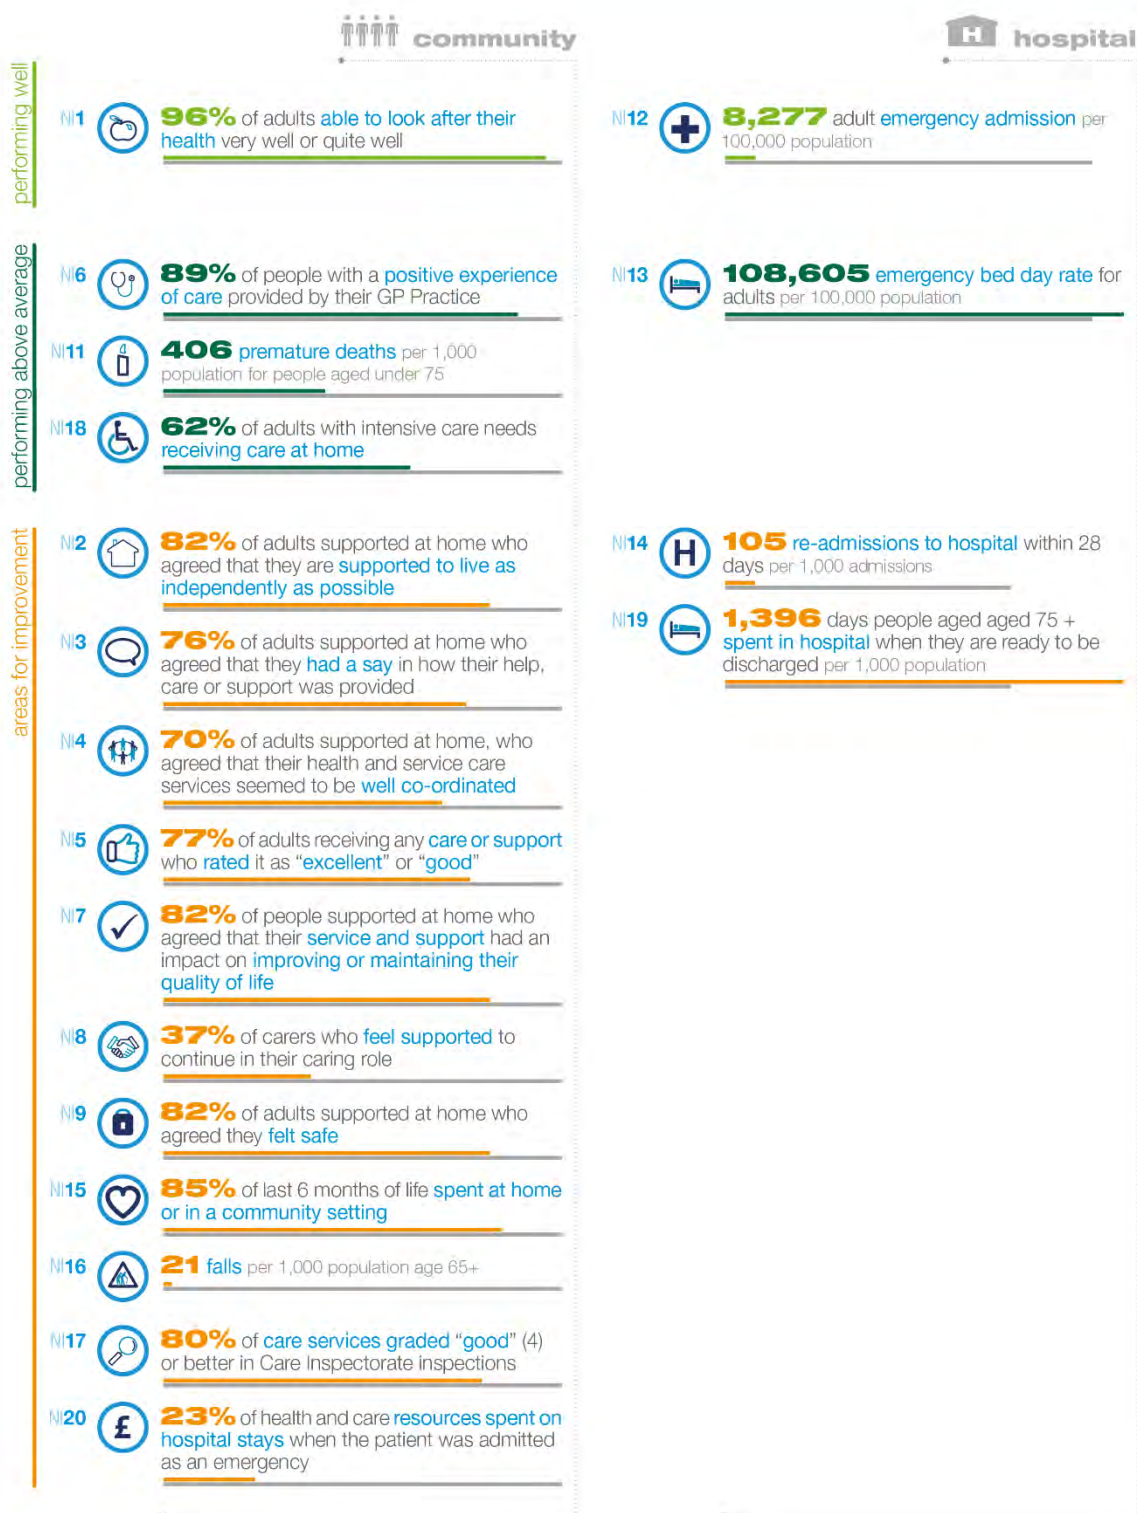 community
hospital
performing well
NI1
96% of adults able to look after their
health very well or quite well
NI12
8,277 adult emergency admission per
100,000 population
performing above average
NI6
89% of people with a positive experience
of care provided by their GP Practice
NI13
108,605 emergency bed day rate for
adults per 100,000 population
NI11
406 premature deaths per 1,000
population for people aged under 75
NI18
62% of adults with intensive care needs
receiving care at home
areas for improvement
NI2
82% of adults supported at home who
agreed that they are supported to live as
independently as possible
NI14
H
105 re-admissions to hospital within 28
days per 1,000 admissions
NI3
76% of adults supported at home who
agreed that they had a say in how their help,
care or support was provided
NI19
1,396 days people aged aged 75 +
spent in hospital when they are ready to be
discharged per 1,000 population
NI4
70% of adults supported at home, who
agreed that their health and service care
services seemed to be well co-ordinated
NI5
77% of adults receiving any care or support
who rated it as “excellent” or “good”
NI7
82% of people supported at home who
agreed that their service and support had an
impact on improving or maintaining their
quality of life
NI8
37% of carers who feel supported to
continue in their caring role
NI9
82% of adults supported at home who
agreed they felt safe
NI15
85% of last 6 months of life spent at home
or in a community setting
NI16
21 falls per 1,000 population age 65+
NI17
80% of care services graded “good” (4)
or better in Care Inspectorate inspections
NI20
£
23% of health and care resources spent on
hospital stays when the patient was admitted
as an emergency